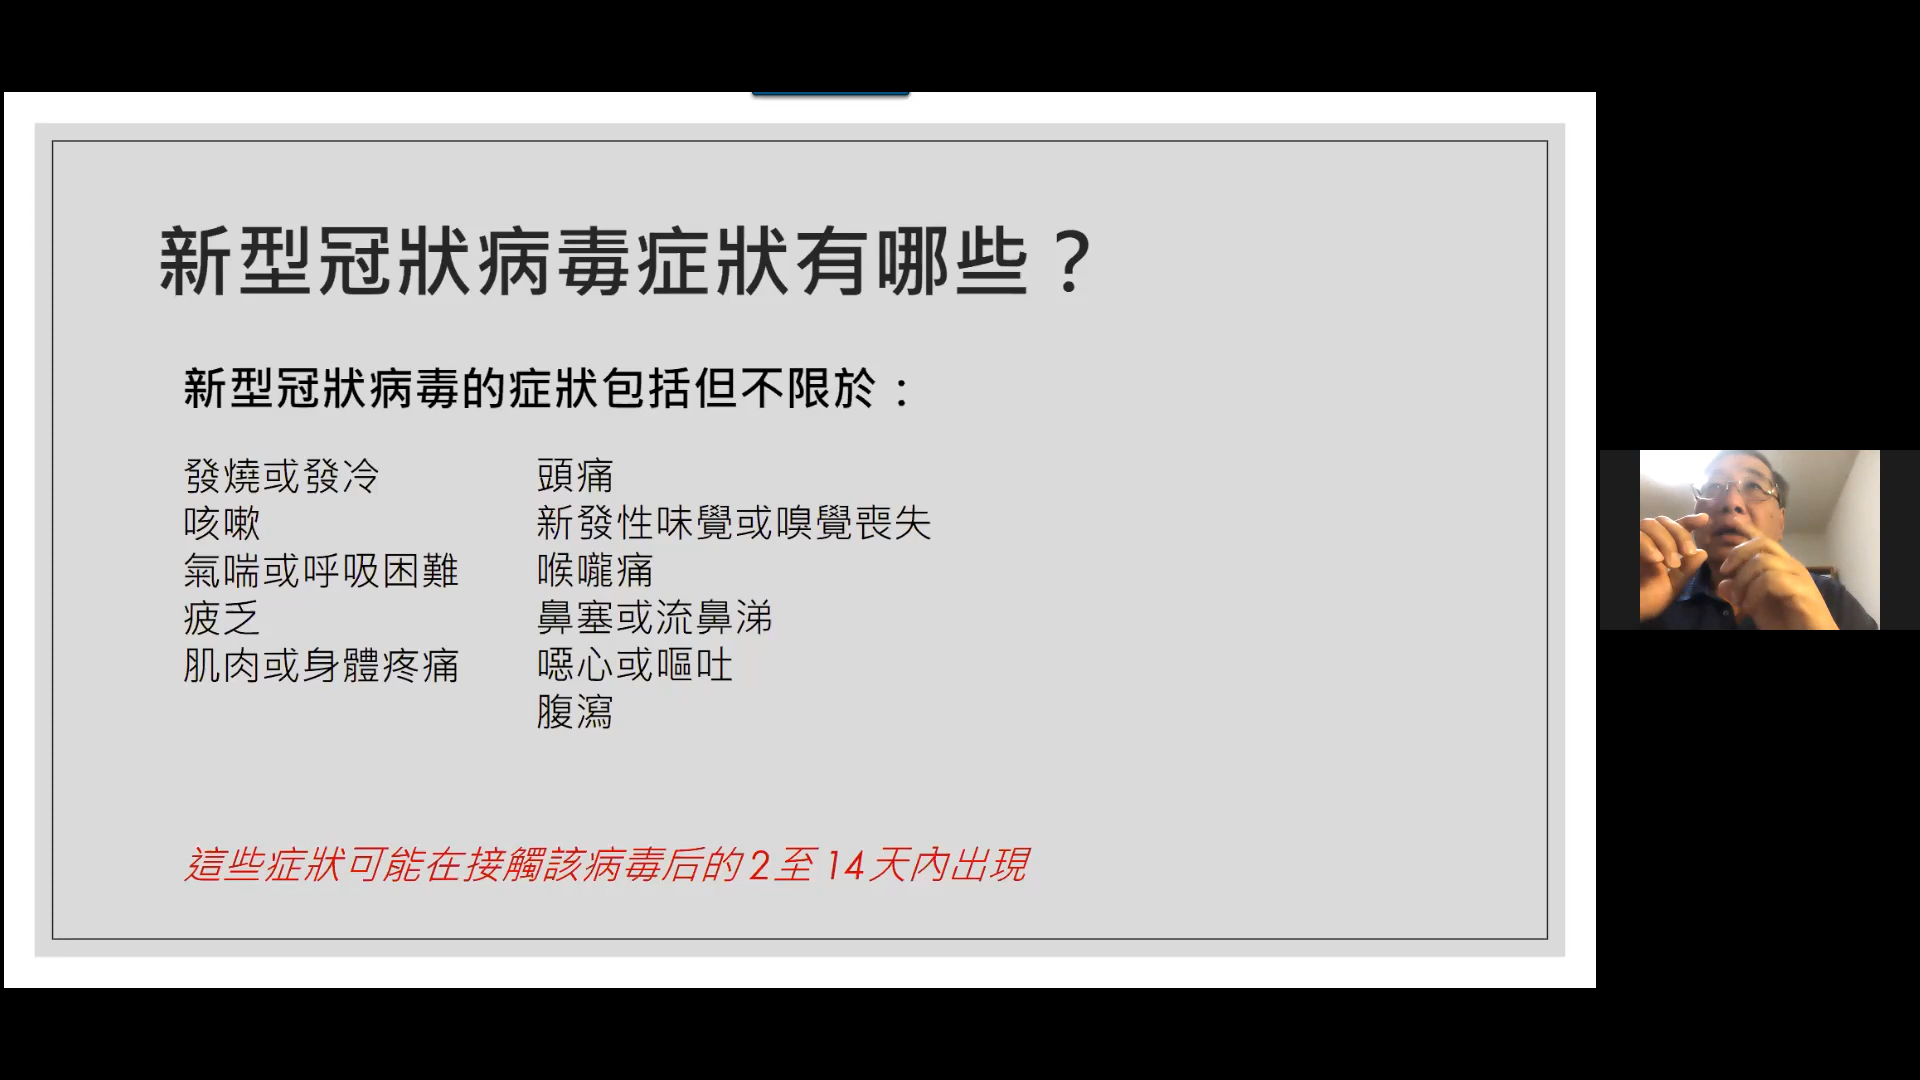 新型冠狀病毒症狀有哪些？
新型冠狀病毒的症狀包括但不限於：
發燒或發冷
咳嗽
氣喘或呼吸困難
疲乏
肌肉或身體疼痛
頭痛
新發性味覺或嗅覺喪失
喉嚨痛
鼻塞或流鼻涕
噁心或嘔吐
腹瀉
這些症狀可能在接觸該病毒后的 2 至 14 天內出現